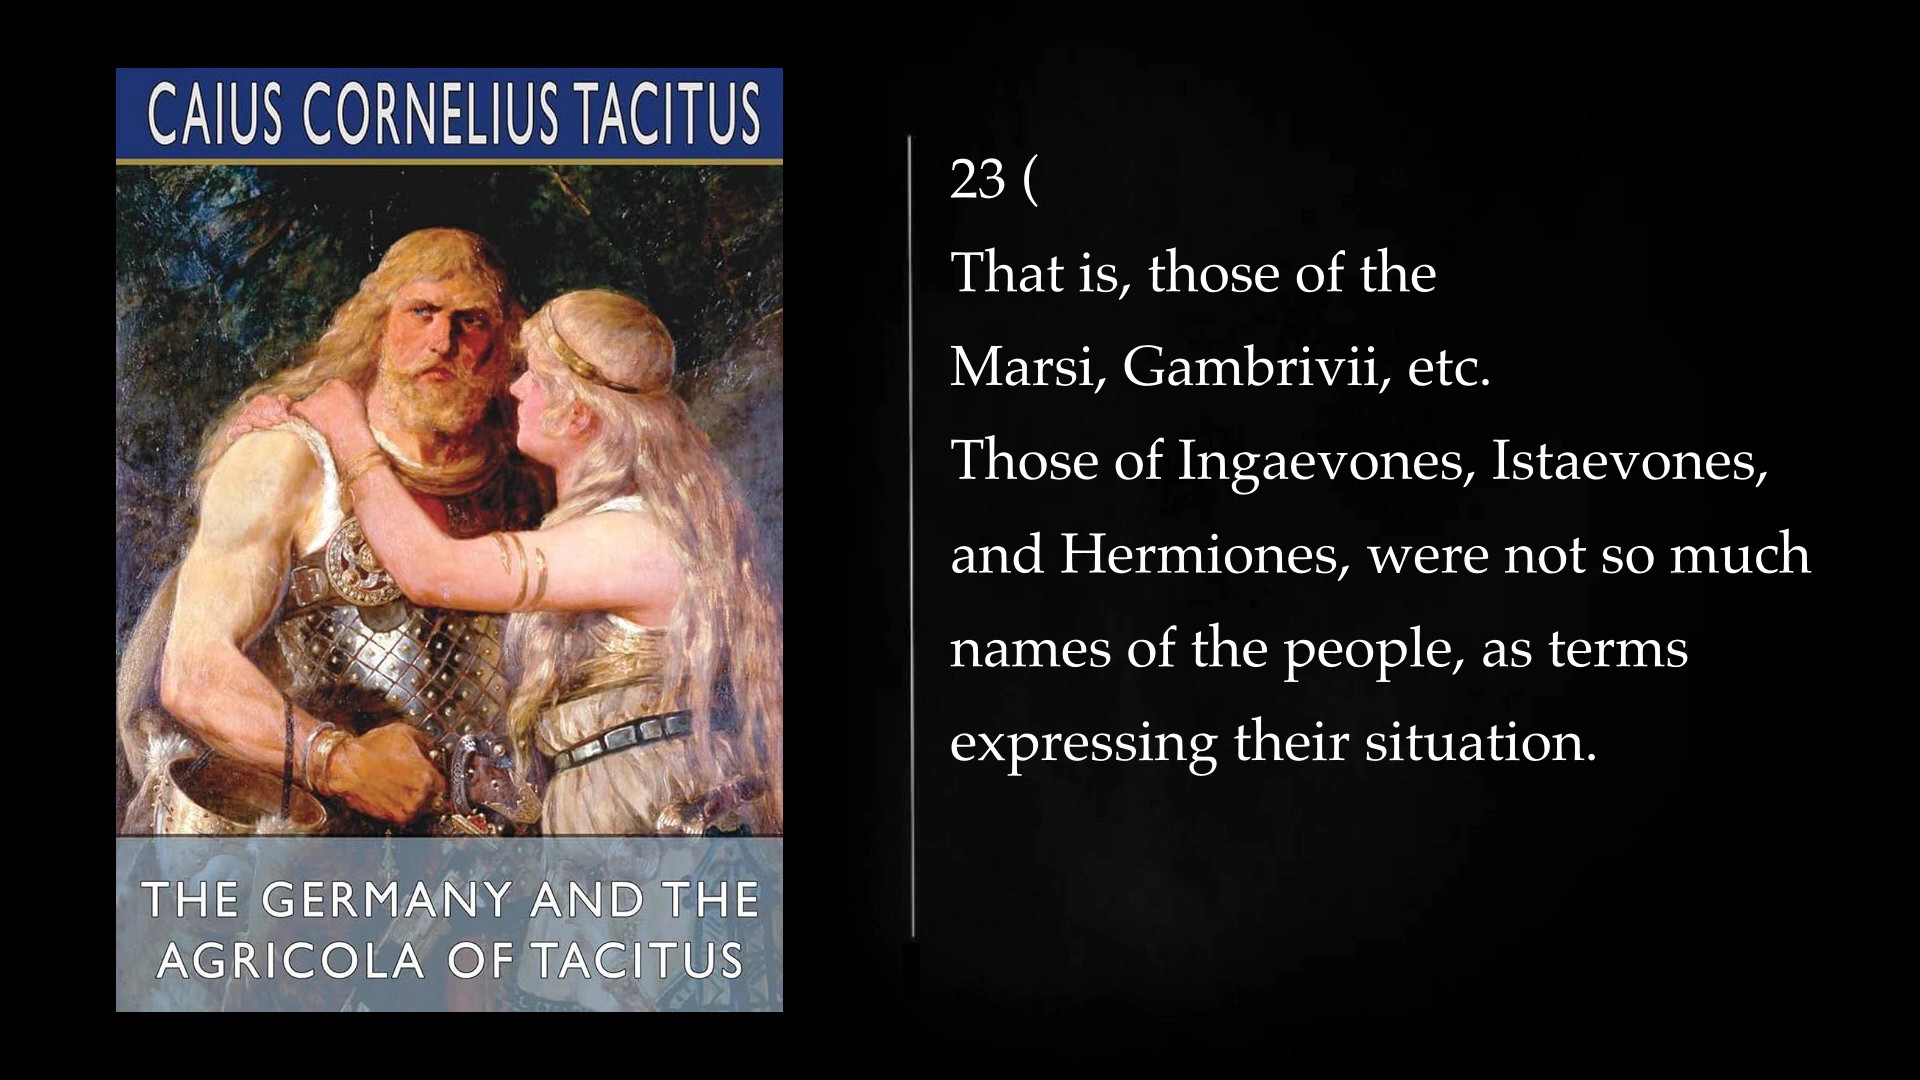 CAIUS CORNELIUS TACITUS
THE GERMANY AND THE
AGRICOLA OF TACITUS
23 (
That is, those of the
Marsi, Gambrivii, etc.
Those of Ingaevones, Istaevones,
and Hermiones, were not so much
names of the people, as terms
expressing their situation.